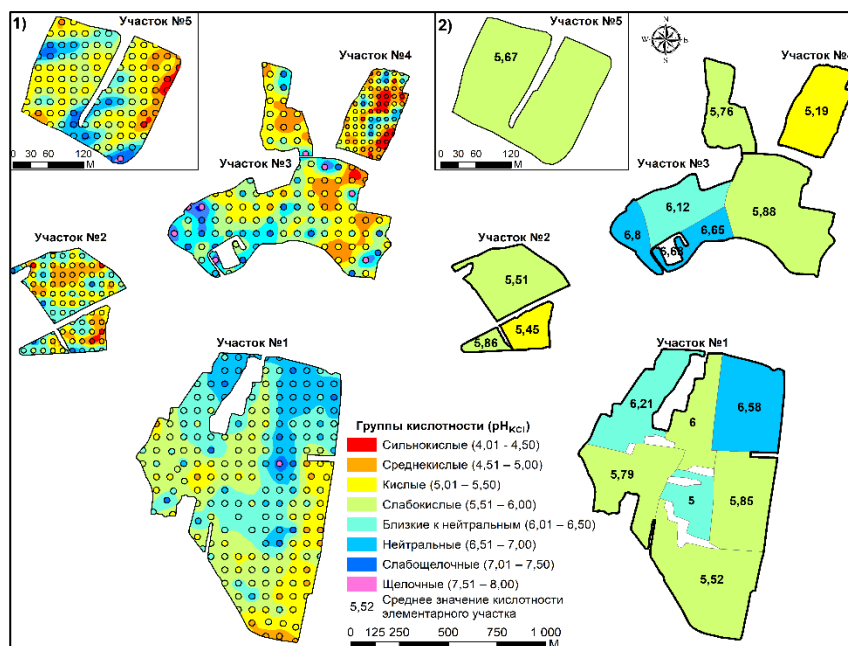 1)
Участок №5
0 30 60 120
М
Участок №4
Участок №3
Участок №2
Участок №1
2)
Участок №5
5,67
0 30 60 120
М
N
W
E
S
Участок №4
5,19
5,76
Участок №3
6,12
6,8
6,65
6,68
5,88
Участок №2
5,51
5,45
5,86
Участок №1
6,21
6
6,58
5,79
5
5,85
5,52
Группы кислотности (pHKCl)
Сильнокислые (4,01 - 4,50)
Среднекислые (4,51 – 5,00)
Кислые (5,01 – 5,50)
Слабокислые (5,51 – 6,00)
Близкие к нейтральным (6,01 – 6,50)
Нейтральные (6,51 – 7,00)
Слабощелочные (7,01 – 7,50)
Щелочные (7,51 – 8,00)
5,52 Среднее значение кислотности
элементарного участка
0 125 250 500 750 1 000
М